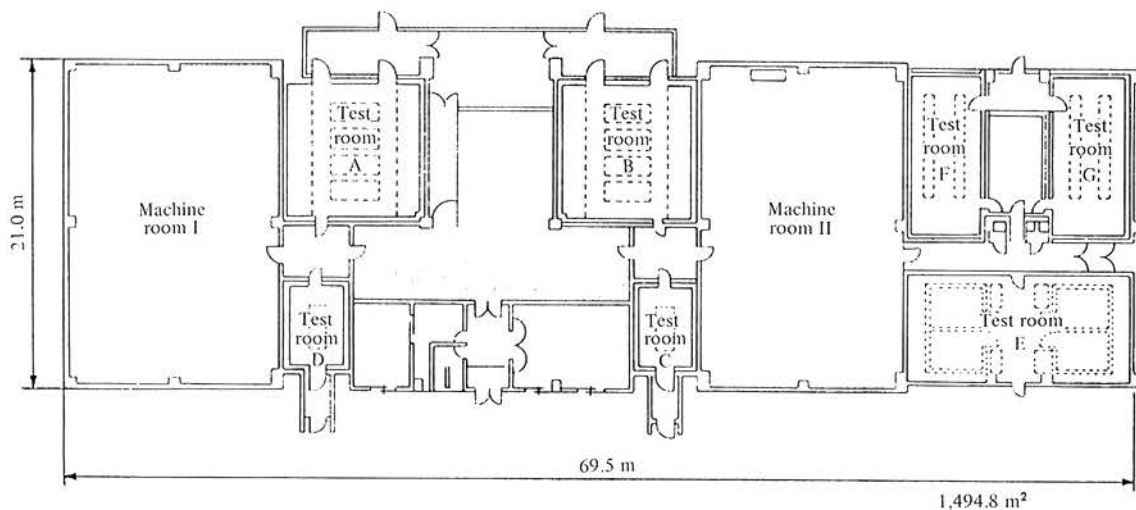 Test
room
A
Test
room
B
Test
room
F
Test
room
G
21.0 m
Machine
room I
Machine
room II
Test
room
D
Test
room
C
Test room
E
69.5 m
1,494.8 m²